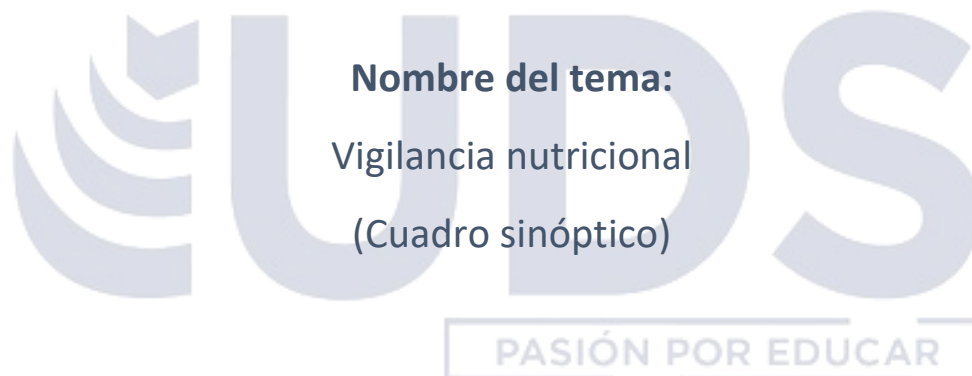 UDS
Nombre del tema:
Vigilancia nutricional
(Cuadro sinóptico)
PASIÓN POR EDUCAR